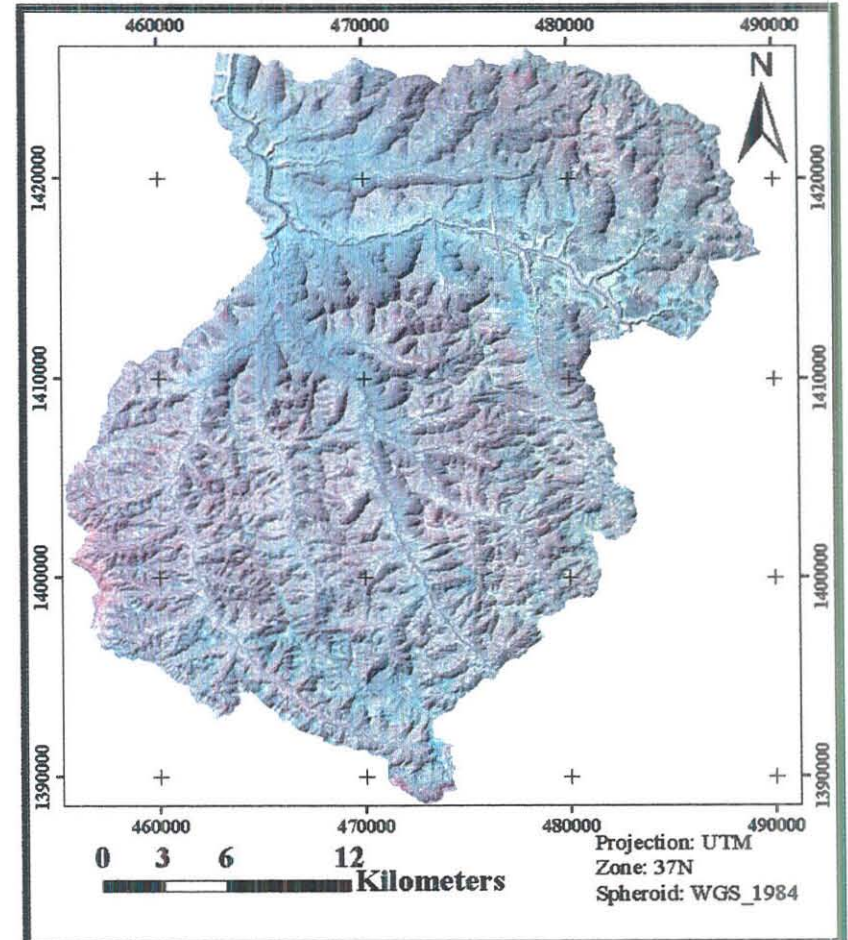 460000 470000 480000 490000
N
1420000 1420000
1410000 1410000
1400000 1400000
1390000 1390000
460000 470000 480000 490000
0 3 6 12
Kilometers
Projection: UTM
Zone: 37N
Spheroid: WGS_1984